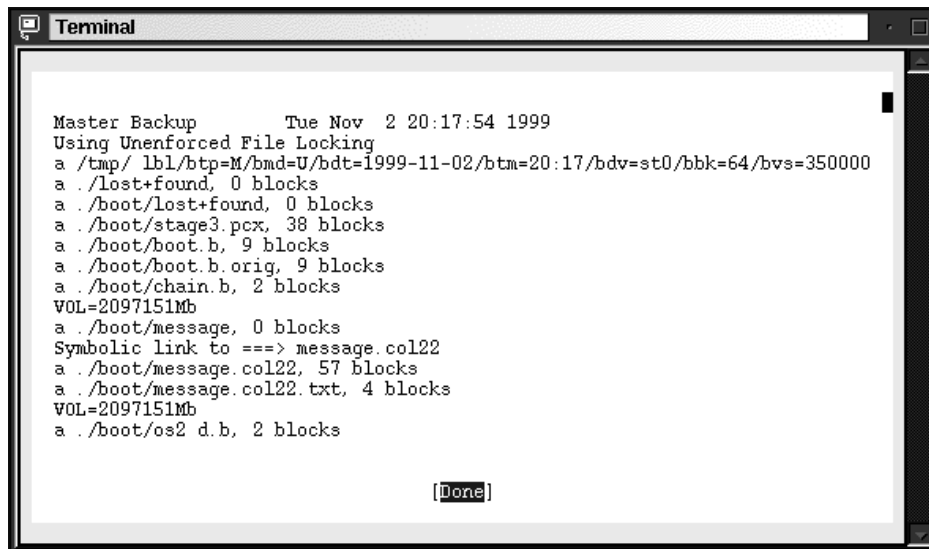 Terminal
Master Backup Tue Nov 2 20:17:54 1999
Using Unenforced File Locking
a /tmp/ lbl/btp=M/bmd=U/bdt=1999-11-02/btm=20:17/bdv=st0/bbk=64/bvs=350000
a ./lost+found, 0 blocks
a ./boot/lost+found, 0 blocks
a ./boot/stage3.pcx, 38 blocks
a ./boot/boot.b, 9 blocks
a ./boot/boot.b.orig, 9 blocks
a ./boot/chain.b, 2 blocks
VOL=2097151Mb
a ./boot/message, 0 blocks
Symbolic link to ===> message.col22
a ./boot/message.col22, 57 blocks
a ./boot/message.col22.txt, 4 blocks
VOL=2097151Mb
a ./boot/os2 d.b, 2 blocks
[Done]